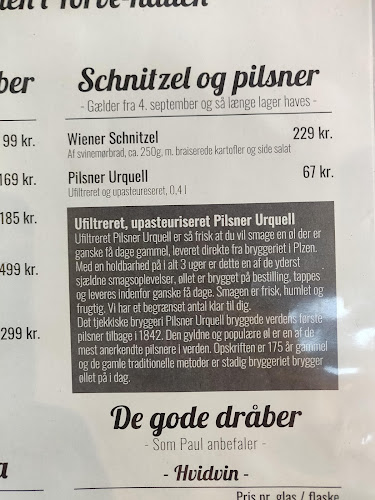 Torve-hallen
ber
Schnitzel og pilsner
- Gælder fra 4. september og så længe lager haves -
99 kr.
Wiener Schnitzel 229 kr.
Af svinemørbrad, ca. 250g, m. braiserede kartofler og side salat
169 kr.
Pilsner Urquell 67 kr.
Ufiltreret og upasteureseret, 0,4 l
185 kr.
Ufiltreret, upasteuriseret Pilsner Urquell
Ufiltreret Pilsner Urquell er så frisk at du vil smage en øl der er
ganske få dage gammel, leveret direkte fra bryggeriet i Plzen.
Med en holdbarhed på i alt 3 uger er dette en af de yderst
499 kr.
sjældne smagsoplevelser, øllet er brygget på bestilling, tappes
og leveres indenfor ganske få dage. Smagen er frisk, humlet og
frugtig. Vi har et begrænset antal klar til dig.
Det tjekkiske bryggeri Pilsner Urquell bryggede verdens første
299 kr.
pilsner tilbage i 1842. Den gyldne og populære øl er en af de
mest anerkendte pilsnere i verden. Opskriften er 175 år gammel
og de gamle traditionelle metoder er stadig bryggeriet brygger
øllet på i dag.
De gode dråber
- Som Paul anbefaler -
a
- Hvidvin -
Pris pr. glas / flaske